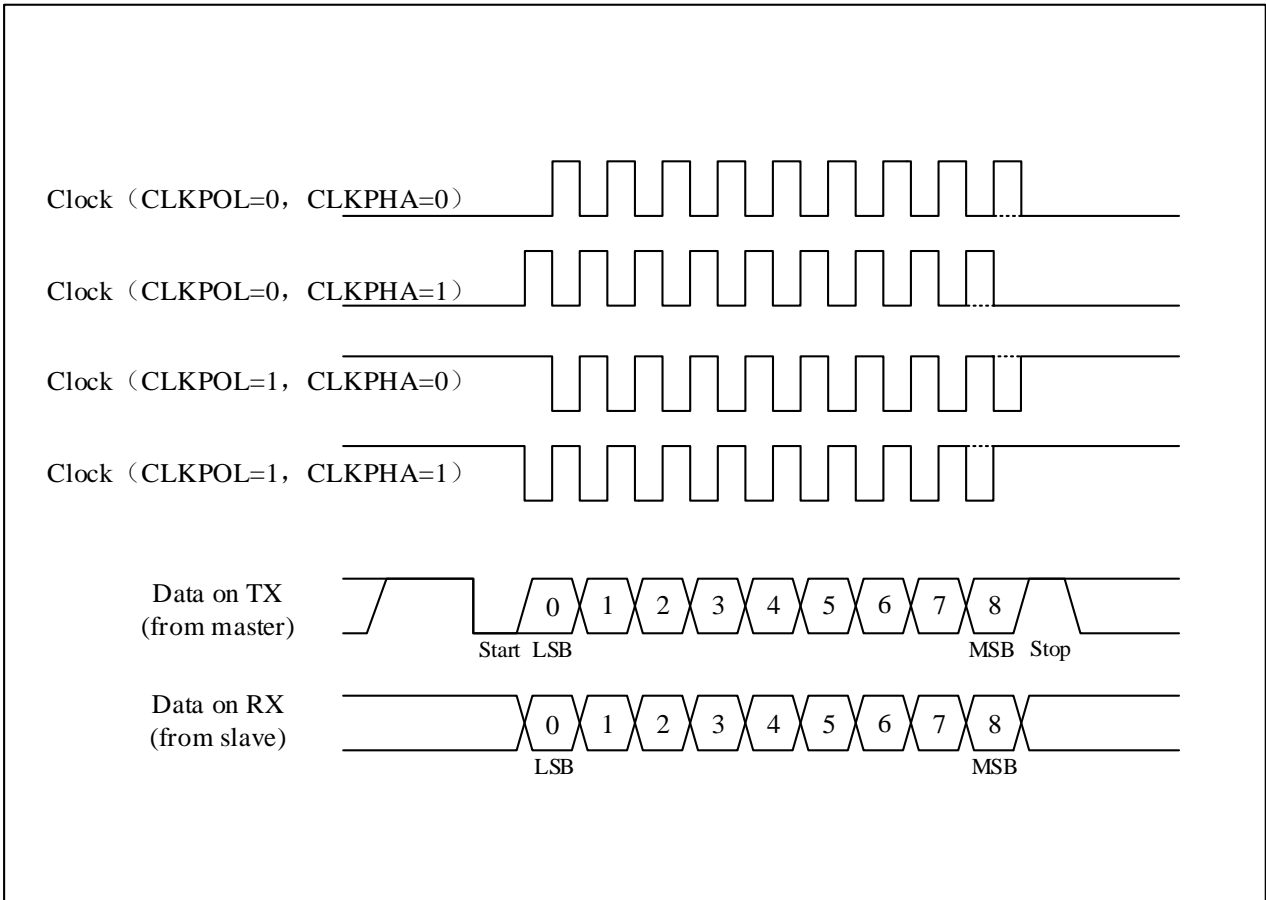 Clock（CLKPOL=0，CLKPHA=0）
Clock（CLKPOL=0，CLKPHA=1）
Clock（CLKPOL=1，CLKPHA=0）
Clock（CLKPOL=1，CLKPHA=1）
Data on TX
(from master)
0 1 2 3 4 5 6 7 8
Start LSB MSB Stop
Data on RX
(from slave)
0 1 2 3 4 5 6 7 8
LSB MSB